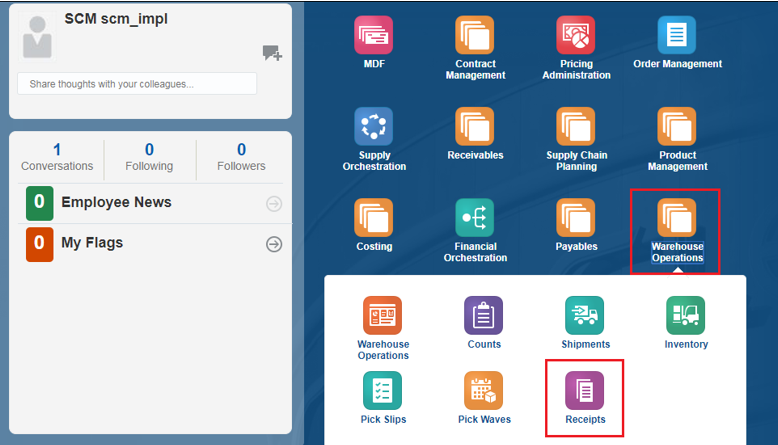 SCM scm_impl
Share thoughts with your colleagues...
1
Conversations
0
Following
0
Followers
0
Employee News
0
My Flags
MDF
Contract
Management
Pricing
Administration
Order Management
Supply
Orchestration
Receivables
Supply Chain
Planning
Product
Management
Costing
Financial
Orchestration
Payables
Warehouse
Operations
Warehouse
Operations
Counts
Shipments
Inventory
Pick Slips
Pick Waves
Receipts